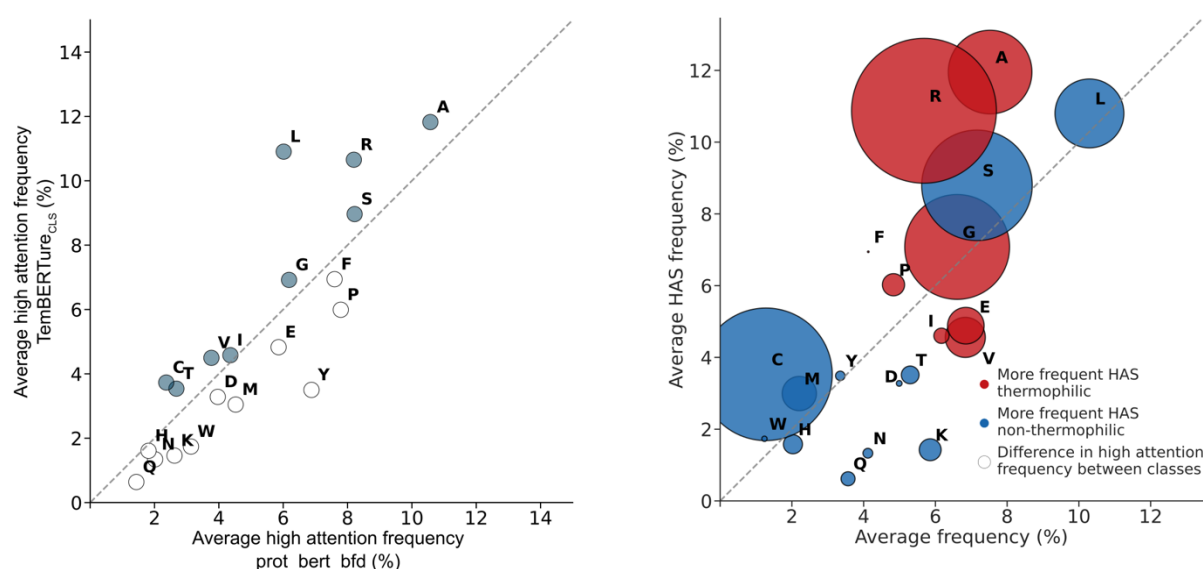 Average high attention frequency
TemBERTure_CLS (%)
14
12
10
8
6
4
2
0
2
4
6
8
10
12
14
Average high attention frequency
prot_bert_bfd (%)
A
L
R
S
G
F
P
V
I
E
C
T
D
M
Y
H
N
K
W
Q
Average HAS frequency (%)
12
10
8
6
4
2
0
2
4
6
8
10
12
Average frequency (%)
A
R
L
S
F
G
P
I
E
V
C
M
Y
T
D
W
H
N
K
Q
More frequent HAS
thermophilic
More frequent HAS
non-thermophilic
Difference in high attention
frequency between classes